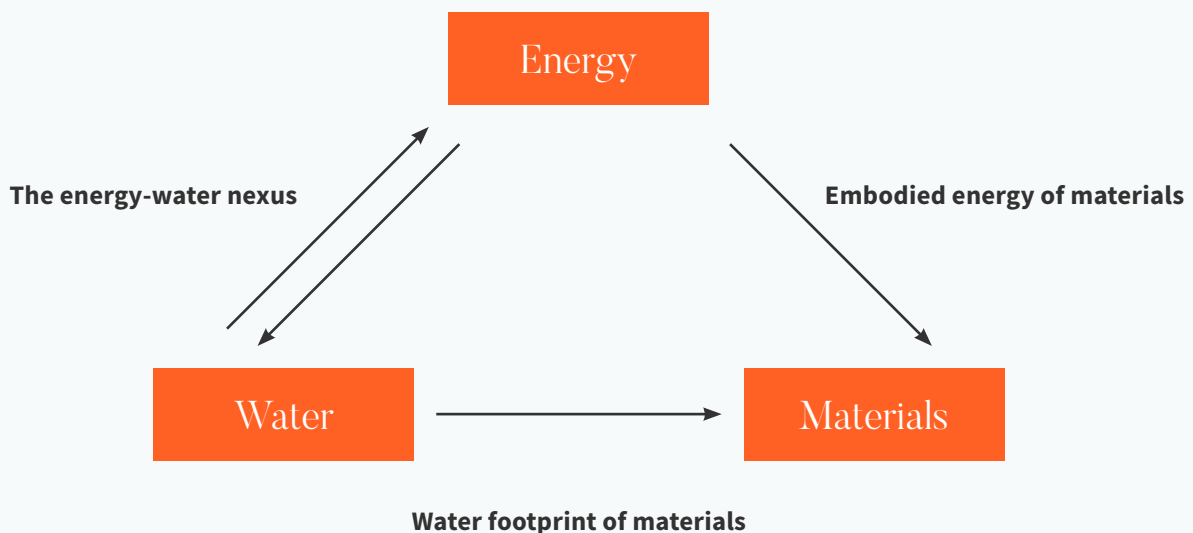 Energy
The energy-water nexus
Embodied energy of materials
Water
Materials
Water footprint of materials